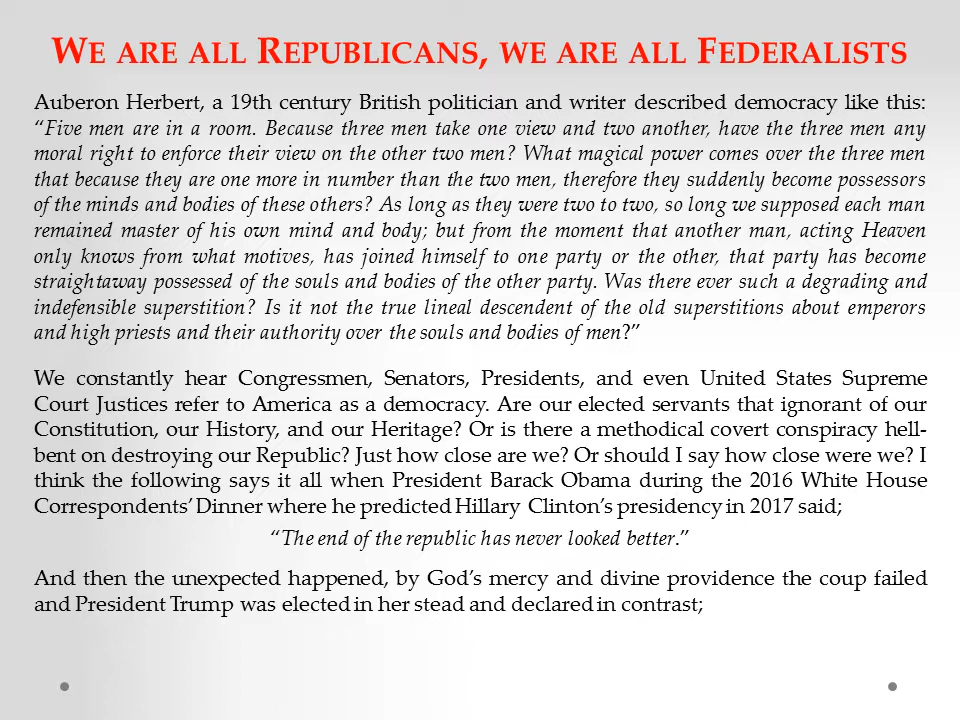 WE ARE ALL REPUBLICANS, WE ARE ALL FEDERALISTS
Auberon Herbert, a 19th century British politician and writer described democracy like this:
“Five men are in a room. Because three men take one view and two another, have the three men any
moral right to enforce their view on the other two men? What magical power comes over the three men
that because they are one more in number than the two men, therefore they suddenly become possessors
of the minds and bodies of these others? As long as they were two to two, so long we supposed each man
remained master of his own mind and body; but from the moment that another man, acting Heaven
only knows from what motives, has joined himself to one party or the other, that party has become
straightaway possessed of the souls and bodies of the other party. Was there ever such a degrading and
indefensible superstition? Is it not the true lineal descendent of the old superstitions about emperors
and high priests and their authority over the souls and bodies of men?”
We constantly hear Congressmen, Senators, Presidents, and even United States Supreme
Court Justices refer to America as a democracy. Are our elected servants that ignorant of our
Constitution, our History, and our Heritage? Or is there a methodical covert conspiracy hell-
bent on destroying our Republic? Just how close are we? Or should I say how close were we? I
think the following says it all when President Barack Obama during the 2016 White House
Correspondents’ Dinner where he predicted Hillary Clinton’s presidency in 2017 said;
“The end of the republic has never looked better.”
And then the unexpected happened, by God’s mercy and divine providence the coup failed
and President Trump was elected in her stead and declared in contrast;